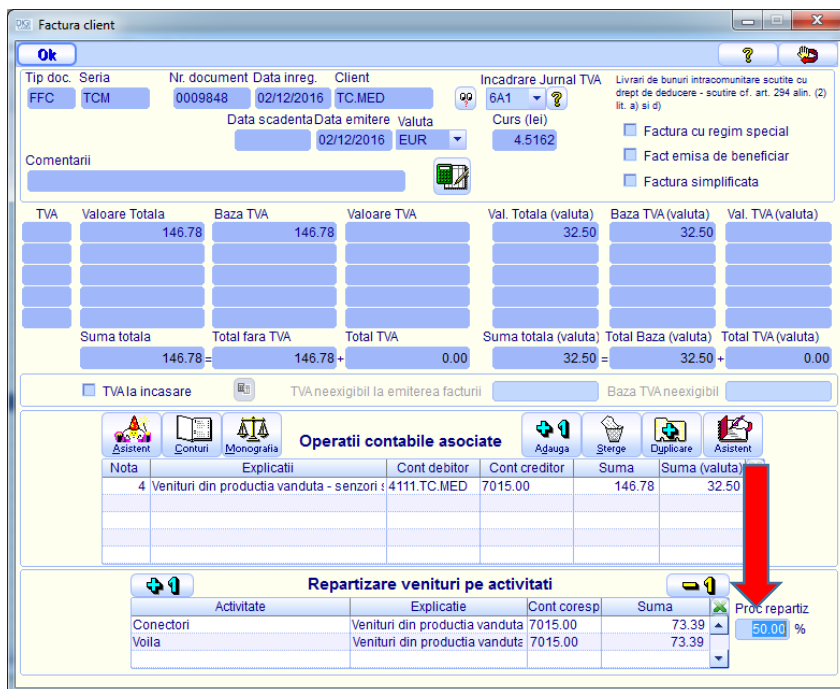 Factura client
Ok
Tip doc. Seria Nr. document Data inreg. Client Incadrare Jurnal TVA
FFC TCM 0009848 02/12/2016 TC.MED 6A1 ?
Livrari de bunuri intracomunitare scutite cu
drept de deducere - scutire cf. art. 294 alin. (2)
lit. a) si d)
Data scadenta Data emitere Valuta Curs (lei)
02/12/2016 EUR 4.5162
Factura cu regim special
Fact emisa de beneficiar
Factura simplificata
Comentarii
TVA Valoare Totala Baza TVA Valoare TVA Val. Totala (valuta) Baza TVA (valuta) Val. TVA (valuta)
146.78 146.78 32.50 32.50
Suma totala Total fara TVA Total TVA Suma totala (valuta) Total Baza (valuta) Total TVA (valuta)
146.78 = 146.78 + 0.00 32.50 = 32.50 + 0.00
TVA la incasare TVA neexigibil la emiterea facturii Baza TVA neexigibil
Asistent Conturi Monografia Operatii contabile asociate Adauga Sterge Duplicare Asistent
Nota Explicatii Cont debitor Cont creditor Suma Suma (valuta)
4 Venituri din productia vanduta - senzori s 4111.TC.MED 7015.00 146.78 32.50
Repartizare venituri pe activitati
Activitate Explicatie Cont coresp Suma Proc repartiz
Conectori Venituri din productia vanduta 7015.00 73.39 50.00 %
Voila Venituri din productia vanduta 7015.00 73.39